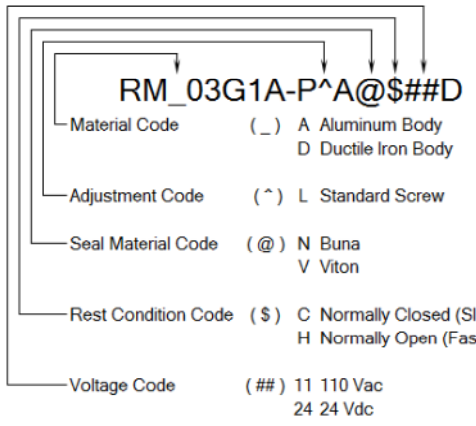 RM_03G1A-P^A@$##D
Material Code (_) A Aluminum Body
D Ductile Iron Body
Adjustment Code (^) L Standard Screw
Seal Material Code (@) N Buna
V Viton
Rest Condition Code ($) C Normally Closed
H Normally Open
Voltage Code (##) 11 110 Vac
24 24 Vdc